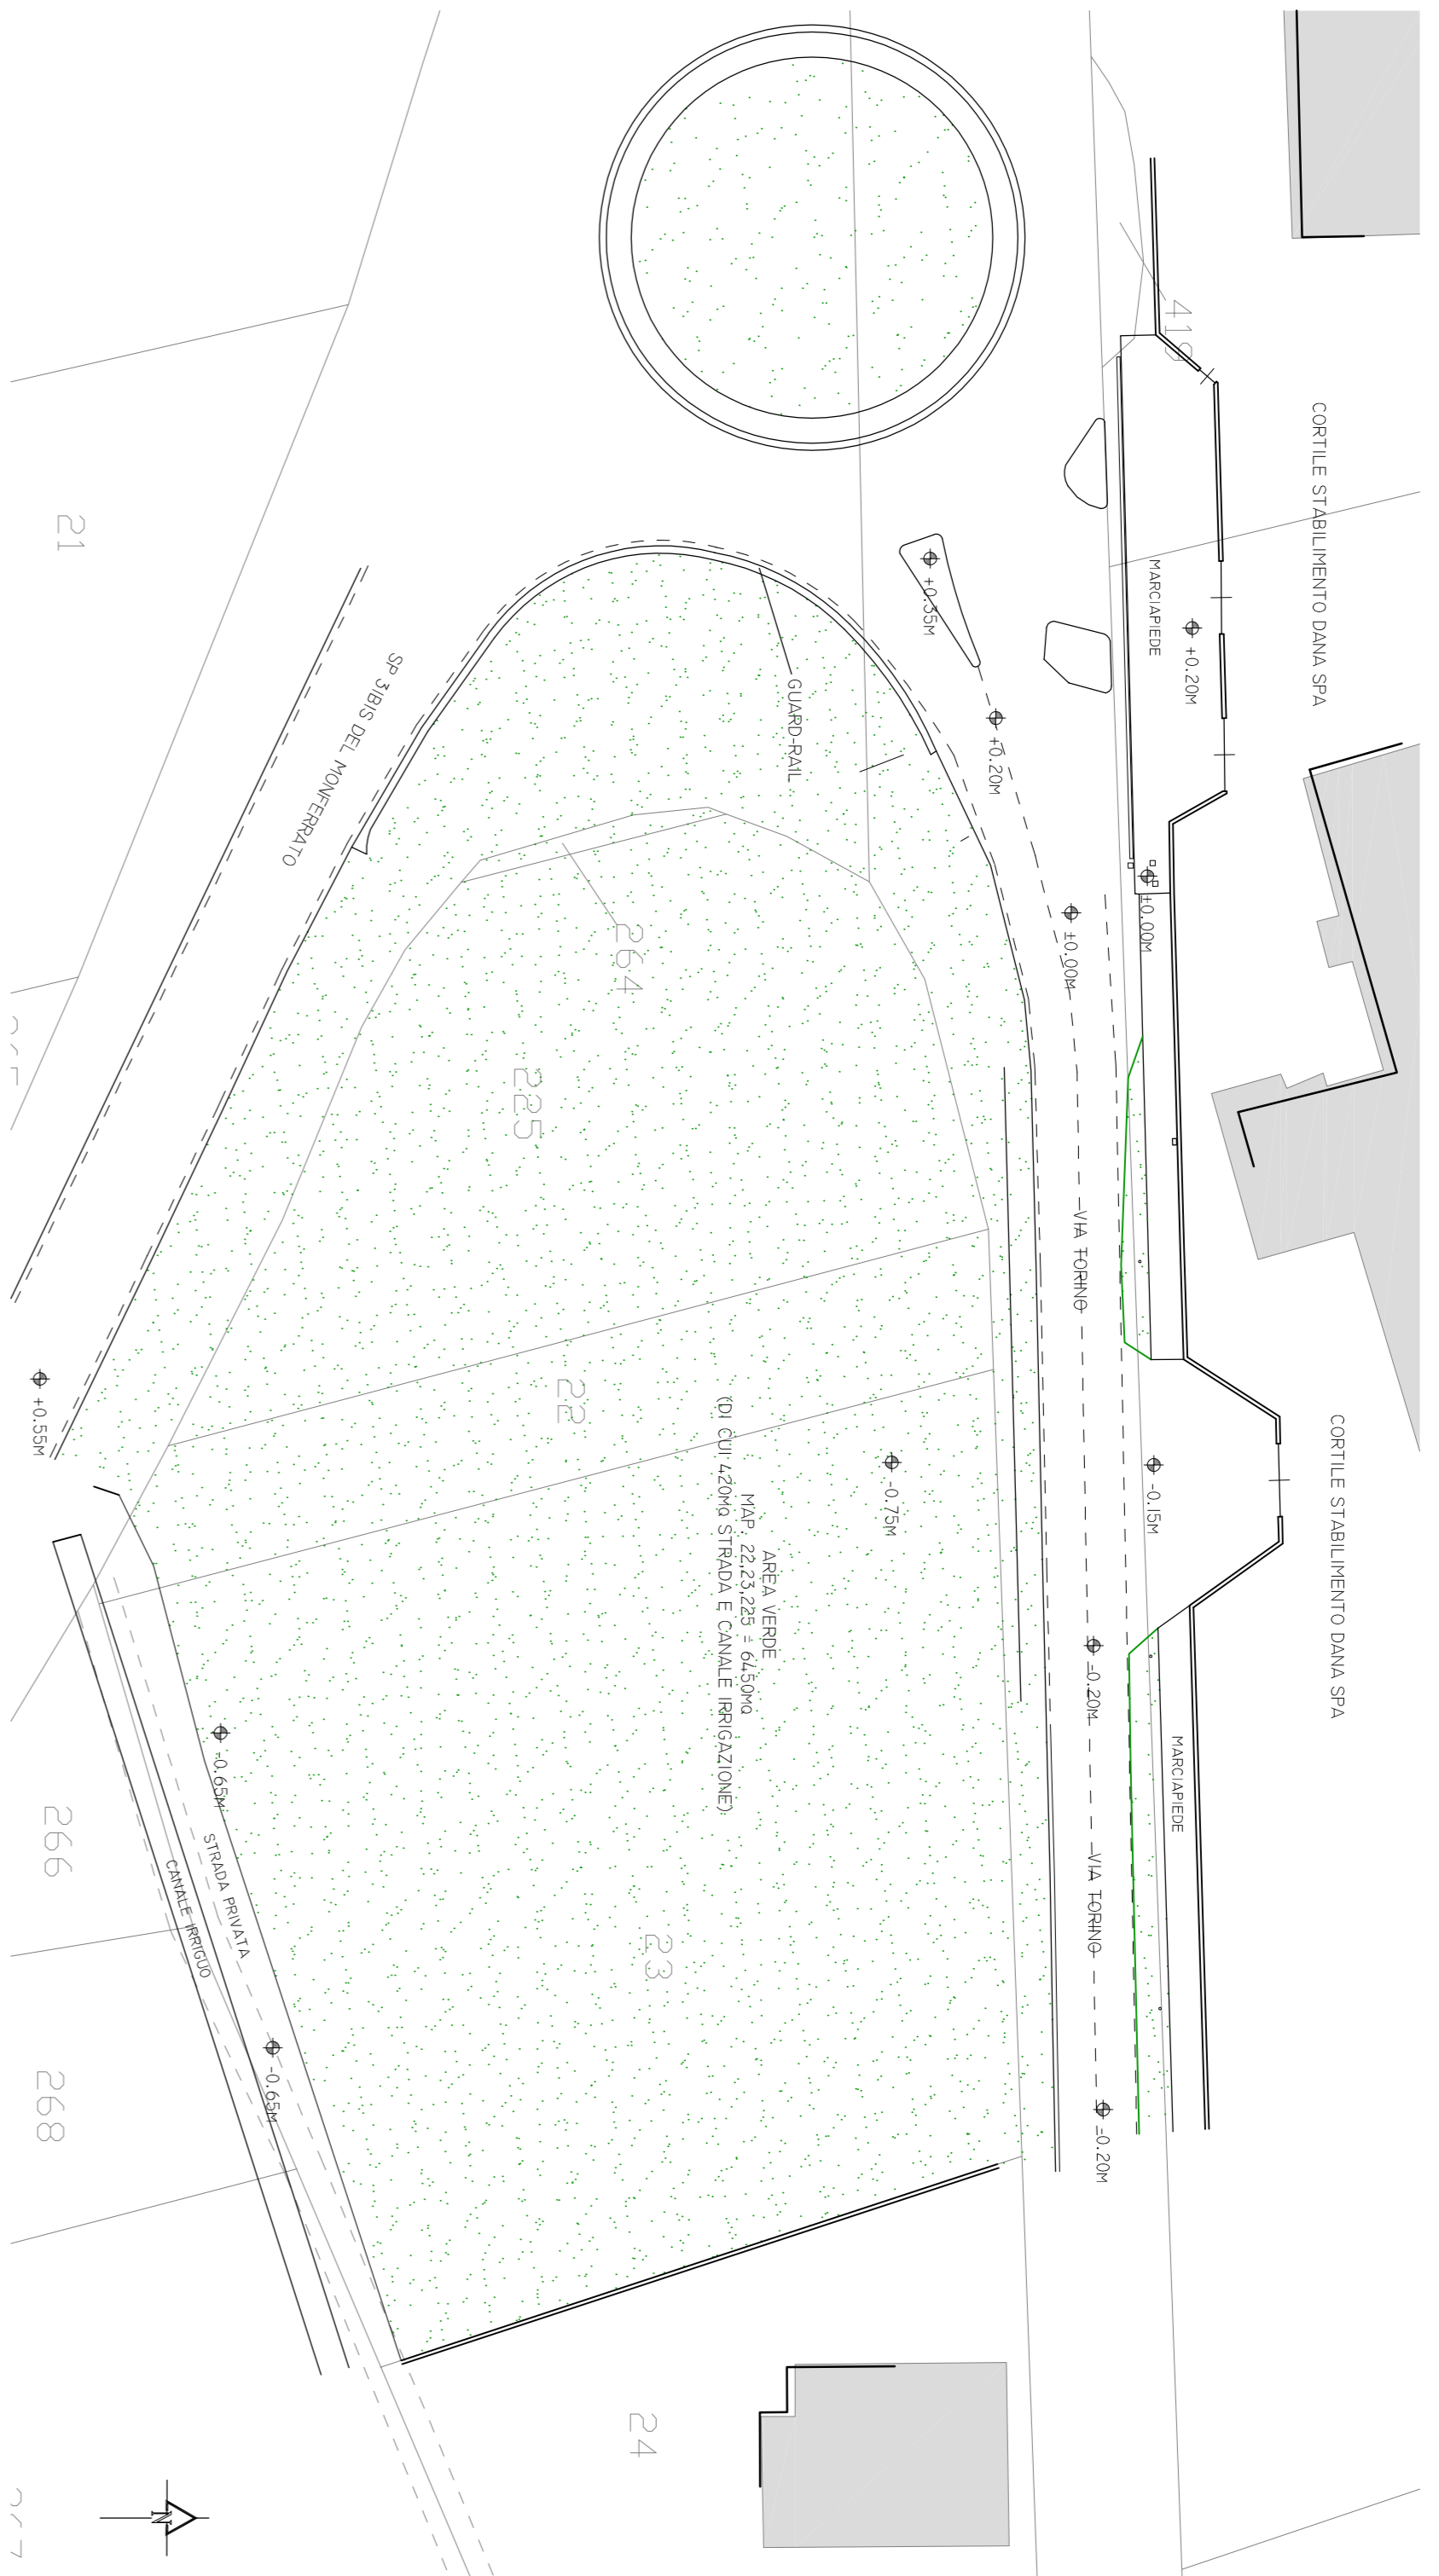 419
CORTILE STABILIMENTO DANA SPA
MARCIAPIEDE
+0.20M
+0.35M
+0.20M
GUARD-RAIL
SP 31BIS DEL MONFERRATO
21
±0.00M
±0.00M
264
225
VIA TORINO
22
+0.55M
CORTILE STABILIMENTO DANA SPA
-0.15M
-0.75M
AREA VERDE
MAP. 22,23,225 = 6450MQ
(DI CUI 420MQ STRADA E CANALE IRRIGAZIONE)
-0.20M
MARCIAPIEDE
VIA TORINO
-0.65M
STRADA PRIVATA
CANALE IRRIGUO
266
23
-0.65M
268
-0.20M
24
N